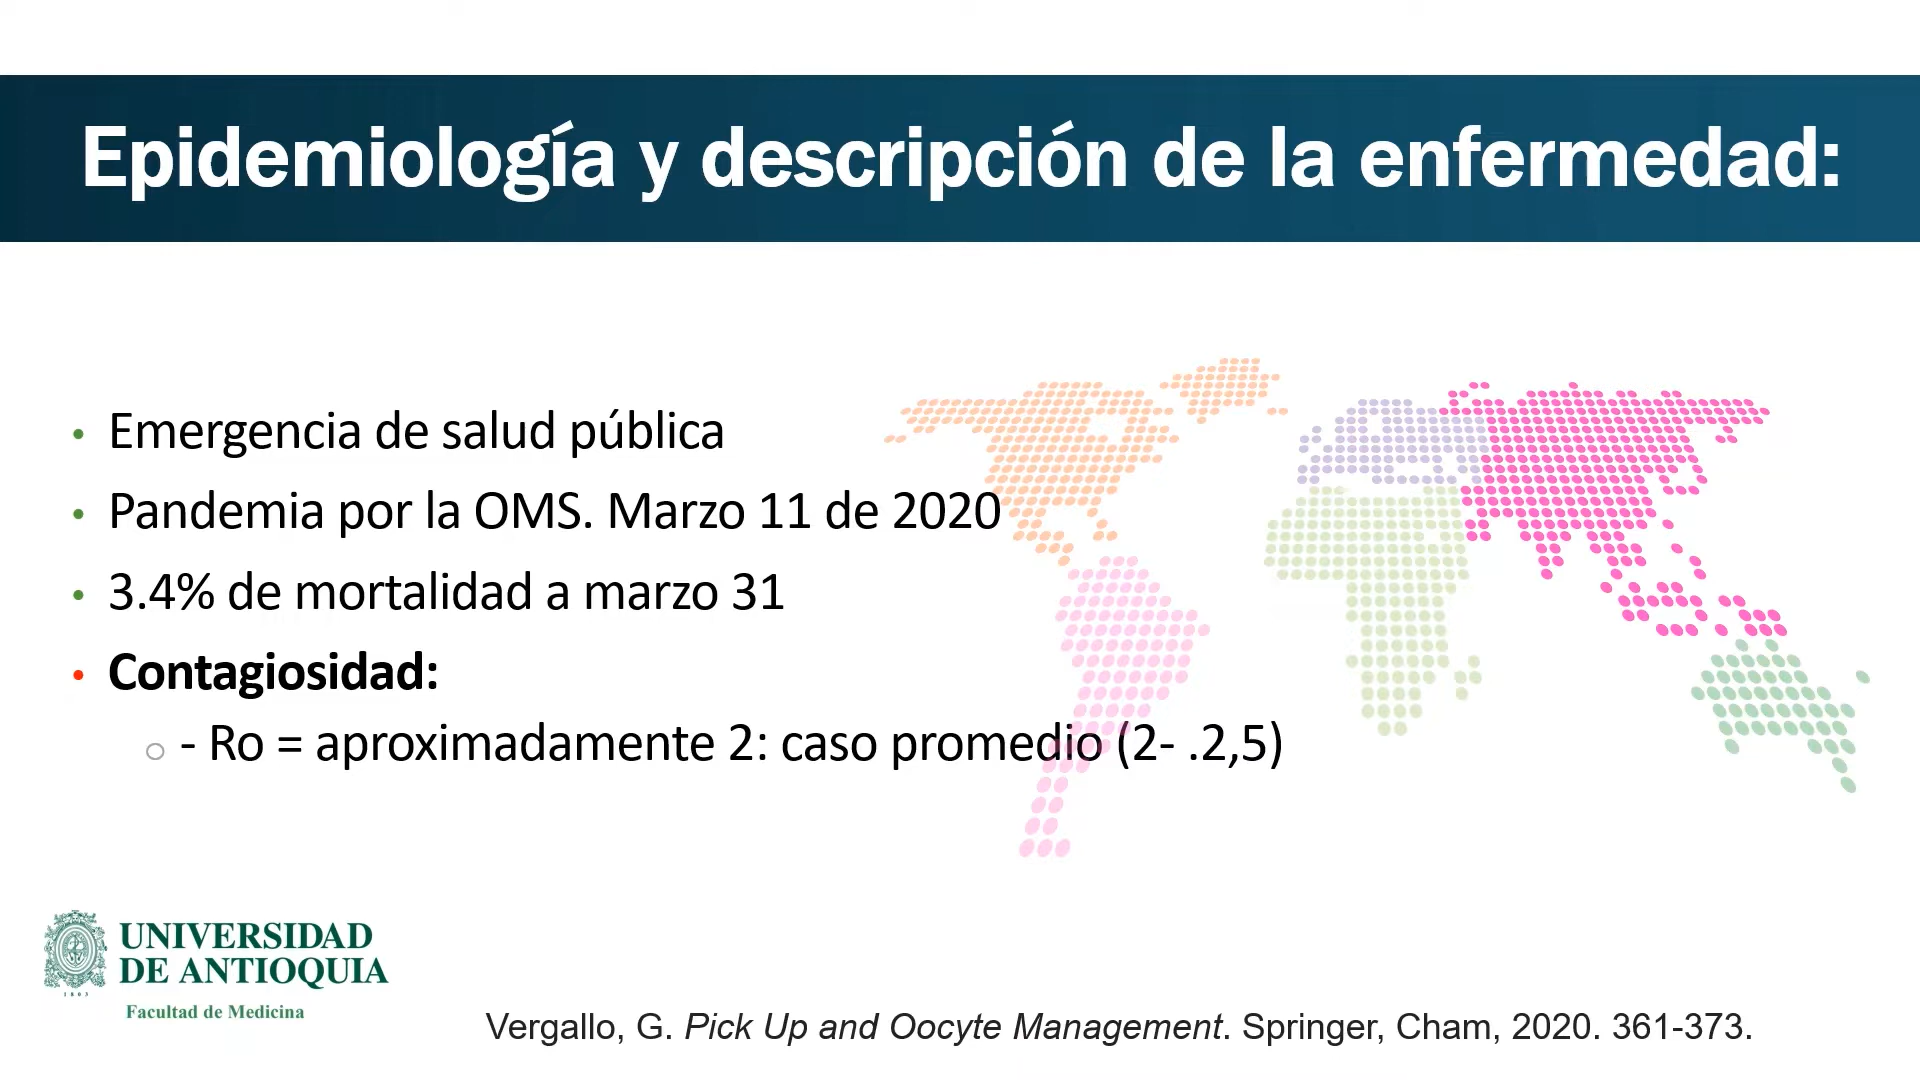 Epidemiología y descripción de la enfermedad:
• Emergencia de salud pública
• Pandemia por la OMS. Marzo 11 de 2020
• 3.4% de mortalidad a marzo 31
• Contagiosidad:
○ - Ro = aproximadamente 2: caso promedio (2- .2,5)
UNIVERSIDAD
DE ANTIOQUIA
1803
Facultad de Medicina
Vergallo, G. Pick Up and Oocyte Management. Springer, Cham, 2020. 361-373.